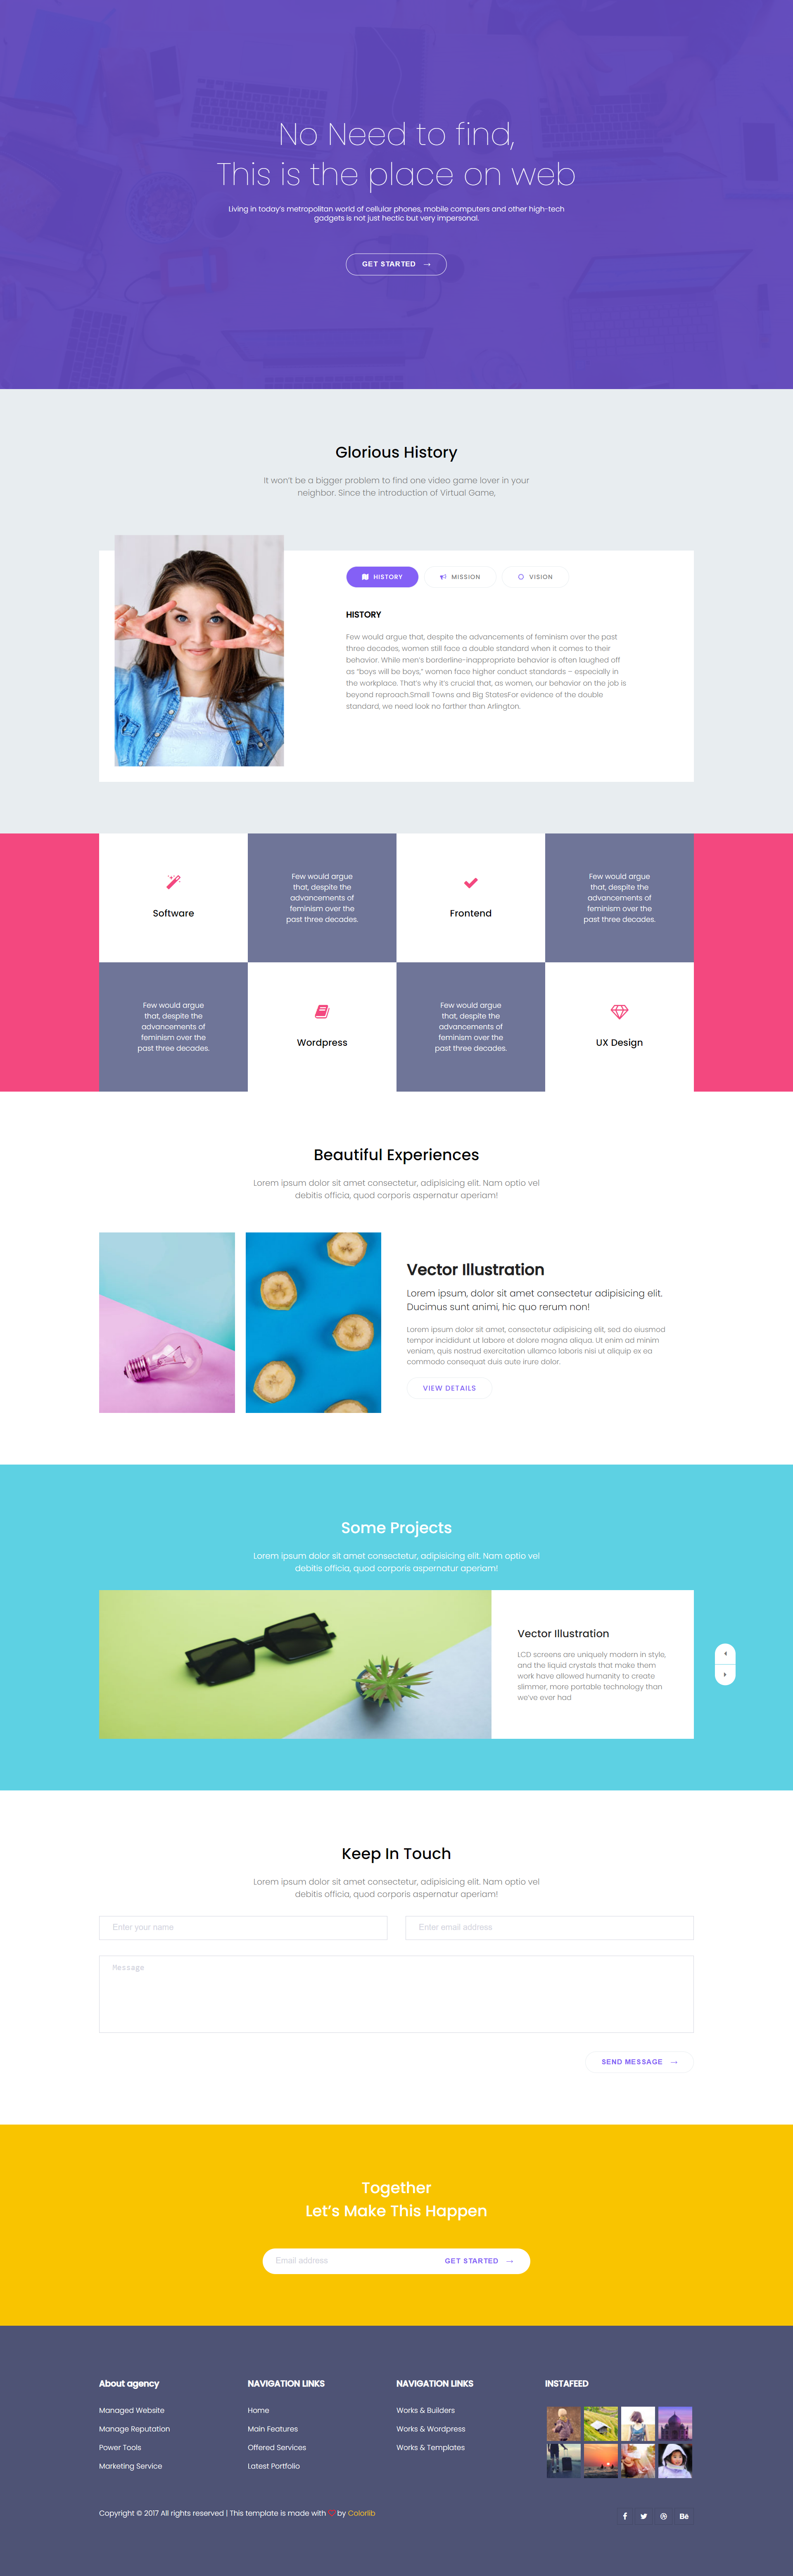 No Need to find,
This is the place on web
Living in today's metropolitan world of cellular phones, mobile computers and other high-tech
gadgets is not just hectic but very impersonal.
GET STARTED →
Glorious History
It won't be a bigger problem to find one video game lover in your
neighbor. Since the introduction of Virtual Game,
HISTORY
MISSION
VISION
HISTORY
Few would argue that, despite the advancements of feminism over the past
three decades, women still face a double standard when it comes to their
behavior. While men's borderline-inappropriate behavior is often laughed off
as "boys will be boys," women face higher conduct standards – especially in
the workplace. That's why it's crucial that, as women, our behavior on the job is
beyond reproach.Small Towns and Big StatesFor evidence of the double
standard, we need look no farther than Arlington.
Software
Few would argue
that, despite the
advancements of
feminism over the
past three decades.
Frontend
Few would argue
that, despite the
advancements of
feminism over the
past three decades.
Few would argue
that, despite the
advancements of
feminism over the
past three decades.
Wordpress
Few would argue
that, despite the
advancements of
feminism over the
past three decades.
UX Design
Beautiful Experiences
Lorem ipsum dolor sit amet consectetur, adipisicing elit. Nam optio vel
debitis officia, quod corporis aspernatur aperiam!
Vector Illustration
Lorem ipsum, dolor sit amet consectetur adipisicing elit.
Ducimus sunt animi, hic quo rerum non!
Lorem ipsum dolor sit amet, consectetur adipisicing elit, sed do eiusmod
tempor incididunt ut labore et dolore magna aliqua. Ut enim ad minim
veniam, quis nostrud exercitation ullamco laboris nisi ut aliquip ex ea
commodo consequat duis aute irure dolor.
VIEW DETAILS
Some Projects
Lorem ipsum dolor sit amet consectetur, adipisicing elit. Nam optio vel
debitis officia, quod corporis aspernatur aperiam!
Vector Illustration
LCD screens are uniquely modern in style,
and the liquid crystals that make them
work have allowed humanity to create
slimmer, more portable technology than
we've ever had
Keep In Touch
Lorem ipsum dolor sit amet consectetur, adipisicing elit. Nam optio vel
debitis officia, quod corporis aspernatur aperiam!
Enter your name
Enter email address
Message
SEND MESSAGE →
Together
Let's Make This Happen
Email address
GET STARTED →
About agency
Managed Website
Manage Reputation
Power Tools
Marketing Service
NAVIGATION LINKS
Home
Main Features
Offered Services
Latest Portfolio
NAVIGATION LINKS
Works & Builders
Works & Wordpress
Works & Templates
INSTAFEED
Copyright © 2017 All rights reserved | This template is made with ♡ by Colorlib